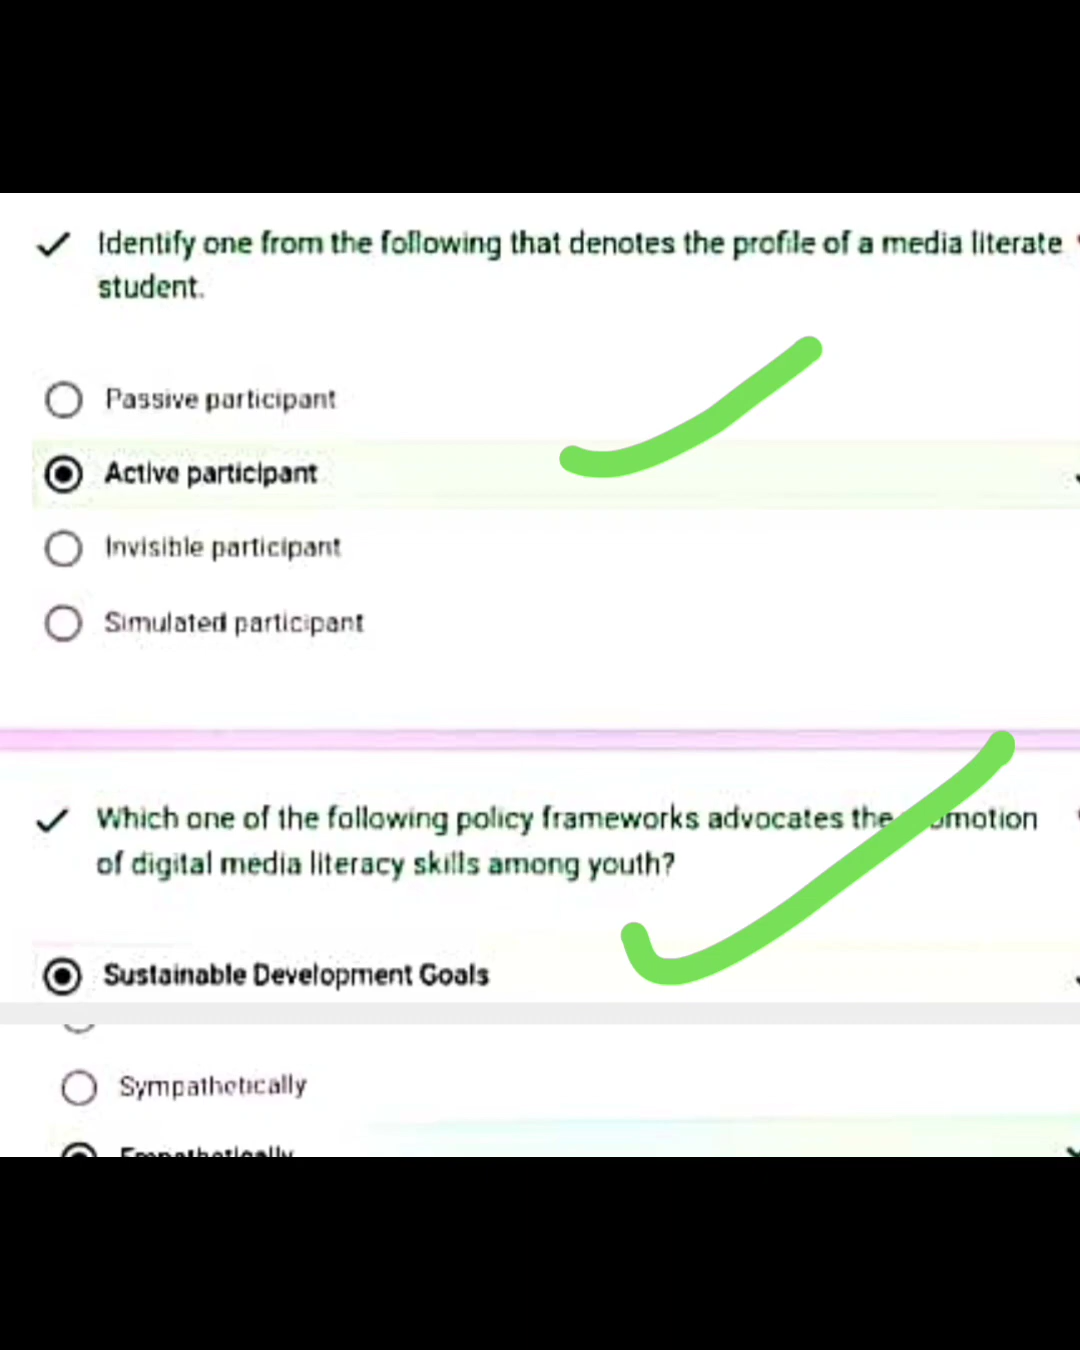 Identify one from the following that denotes the profile of a media literate
student.
Passive participant
Active participant
Invisible participant
Simulated participant
Which one of the following policy frameworks advocates the
of digital media literacy skills among youth?
Sustainable Development Goals
Sympathetically
Empathetically